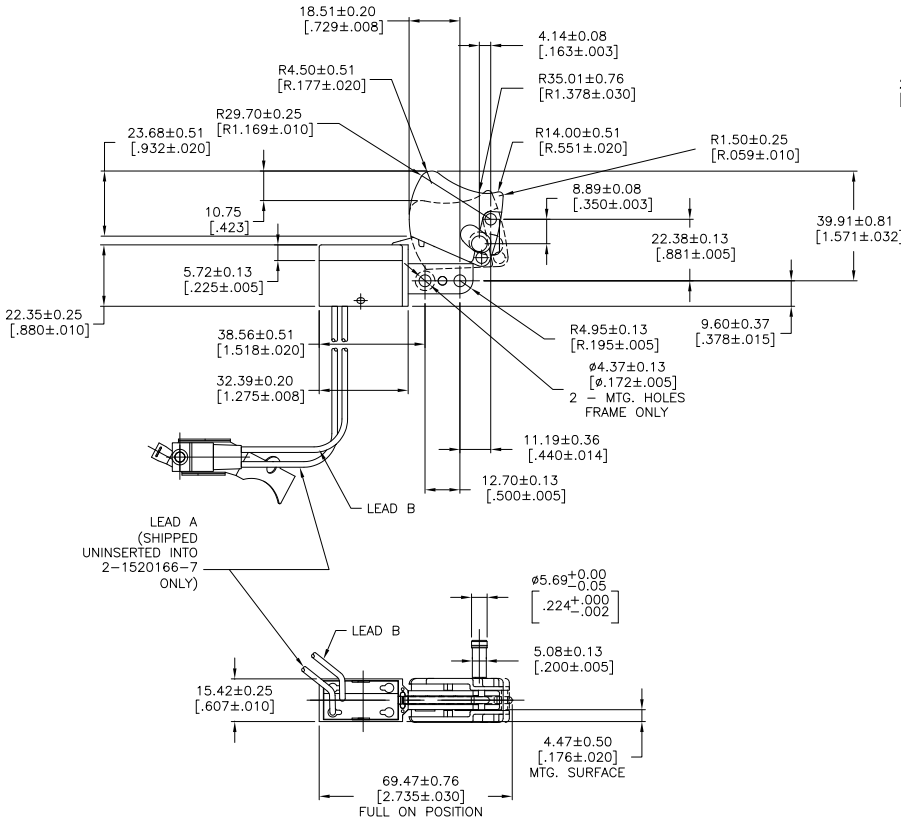 18.51±0.20
[.729±.008]
4.14±0.08
[.163±.003]
R4.50±0.51
[R.177±.020]
R35.01±0.76
[R1.378±.030]
R29.70±0.25
[R1.169±.010]
R14.00±0.51
[R.551±.020]
R1.50±0.25
[R.059±.010]
23.68±0.51
[.932±.020]
8.89±0.08
[.350±.003]
10.75
[.423]
39.91±0.81
[1.571±.032]
22.38±0.13
[.881±.005]
5.72±0.13
[.225±.005]
22.35±0.25
[.880±.010]
9.60±0.37
[.378±.015]
38.56±0.51
[1.518±.020]
R4.95±0.13
[R.195±.005]
32.39±0.20
[1.275±.008]
ø4.37±0.13
[ø.172±.005]
2 - MTG. HOLES
FRAME ONLY
11.19±0.36
[.440±.014]
12.70±0.13
[.500±.005]
LEAD B
LEAD A
(SHIPPED
UNINSERTED INTO
2-1520166-7
ONLY)
ø5.69+0.00
-0.05
[.224+.000
-.002]
LEAD B
5.08±0.13
[.200±.005]
15.42±0.25
[.607±.010]
4.47±0.50
[.176±.020]
MTG. SURFACE
69.47±0.76
[2.735±.030]
FULL ON POSITION